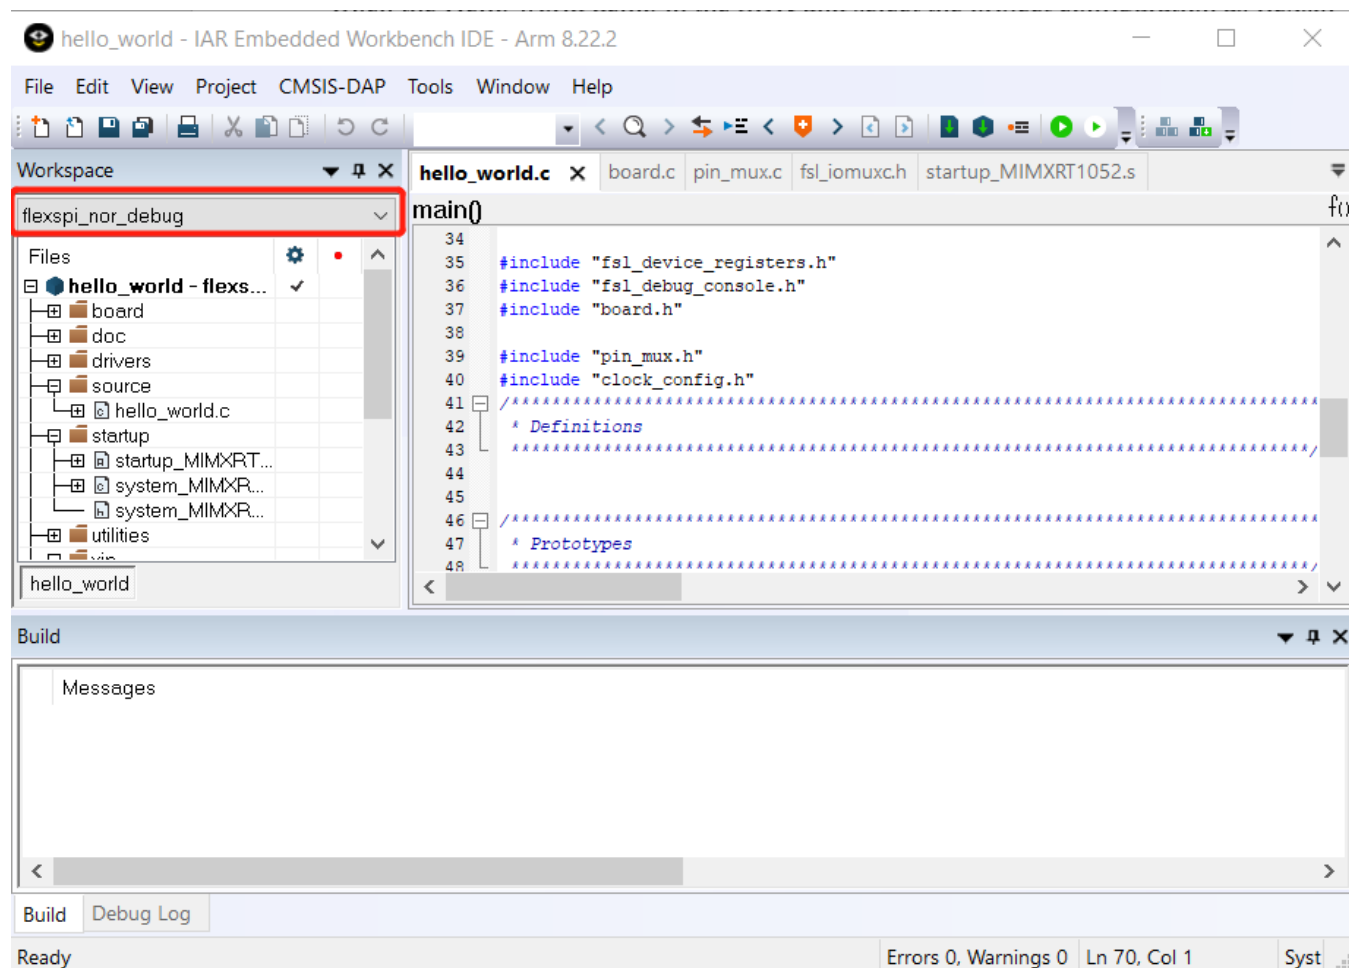 hello_world - IAR Embedded Workbench IDE - Arm 8.22.2
File Edit View Project CMSIS-DAP Tools Window Help
Workspace
hello_world.c board.c pin_mux.c fsl_iomuxc.h startup_MIMXRT1052.s
flexspi_nor_debug
main()
f()
Files
hello_world - flexs...
board
doc
drivers
source
hello_world.c
startup
startup_MIMXRT...
system_MIMXR...
system_MIMXR...
utilities
xip
hello_world
34
35 #include "fsl_device_registers.h"
36 #include "fsl_debug_console.h"
37 #include "board.h"
38
39 #include "pin_mux.h"
40 #include "clock_config.h"
41 /*******************************************************************************
42 * Definitions
43 ******************************************************************************/
44
45
46 /*******************************************************************************
47 * Prototypes
48 ******************************************************************************/
Build
Messages
Build Debug Log
Ready Errors 0, Warnings 0 Ln 70, Col 1 Syst